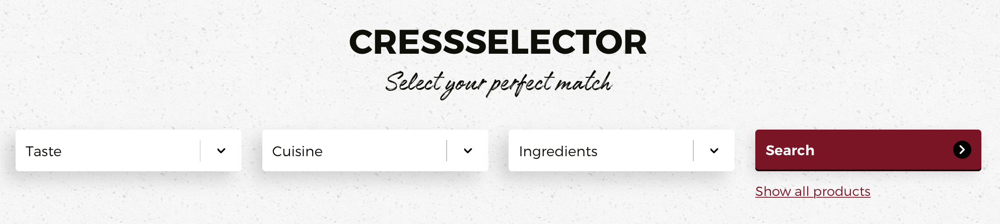 CRESSSELECTOR
Select your perfect match
Taste
Cuisine
Ingredients
Search
Show all products